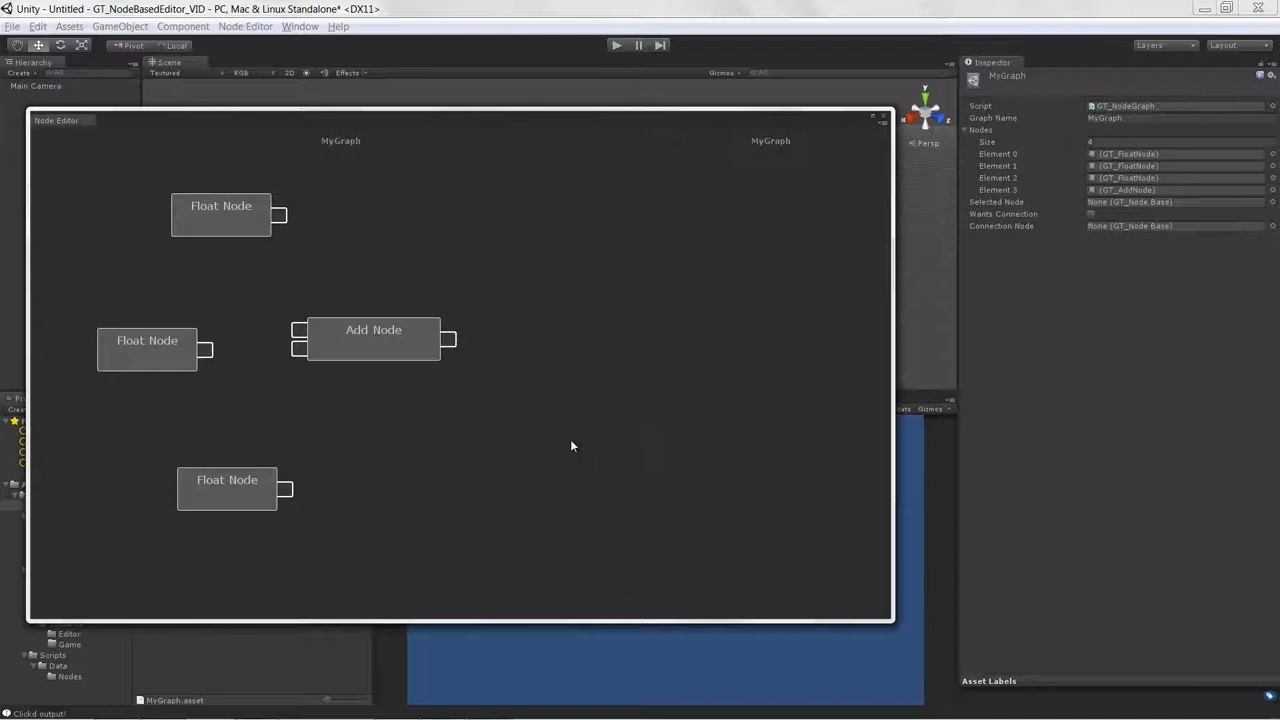 Unity - Untitled - GT_NodeBasedEditor_VID - PC, Mac & Linux Standalone* <DX11>
File Edit Assets GameObject Component Node Editor Window Help
Pivot Local Layers Layout
Hierarchy Scene Inspector
Create All Textured RGB 2D Effects Gizmos All
MyGraph
Main Camera
y
x z
Persp
Script GT_NodeGraph
Graph Name MyGraph
Nodes
Size 4
Element 0 (GT_FloatNode)
Element 1 (GT_FloatNode)
Element 2 (GT_FloatNode)
Element 3 (GT_AddNode)
Selected Node None (GT_Node Base)
Wants Connection
Connection Node None (GT_Node Base)
Node Editor
MyGraph MyGraph
Float Node
Add Node
Float Node
Float Node
Gizmos
Editor
Game
Scripts
Data
Nodes
MyGraph.asset
Asset Labels
Clickd output!